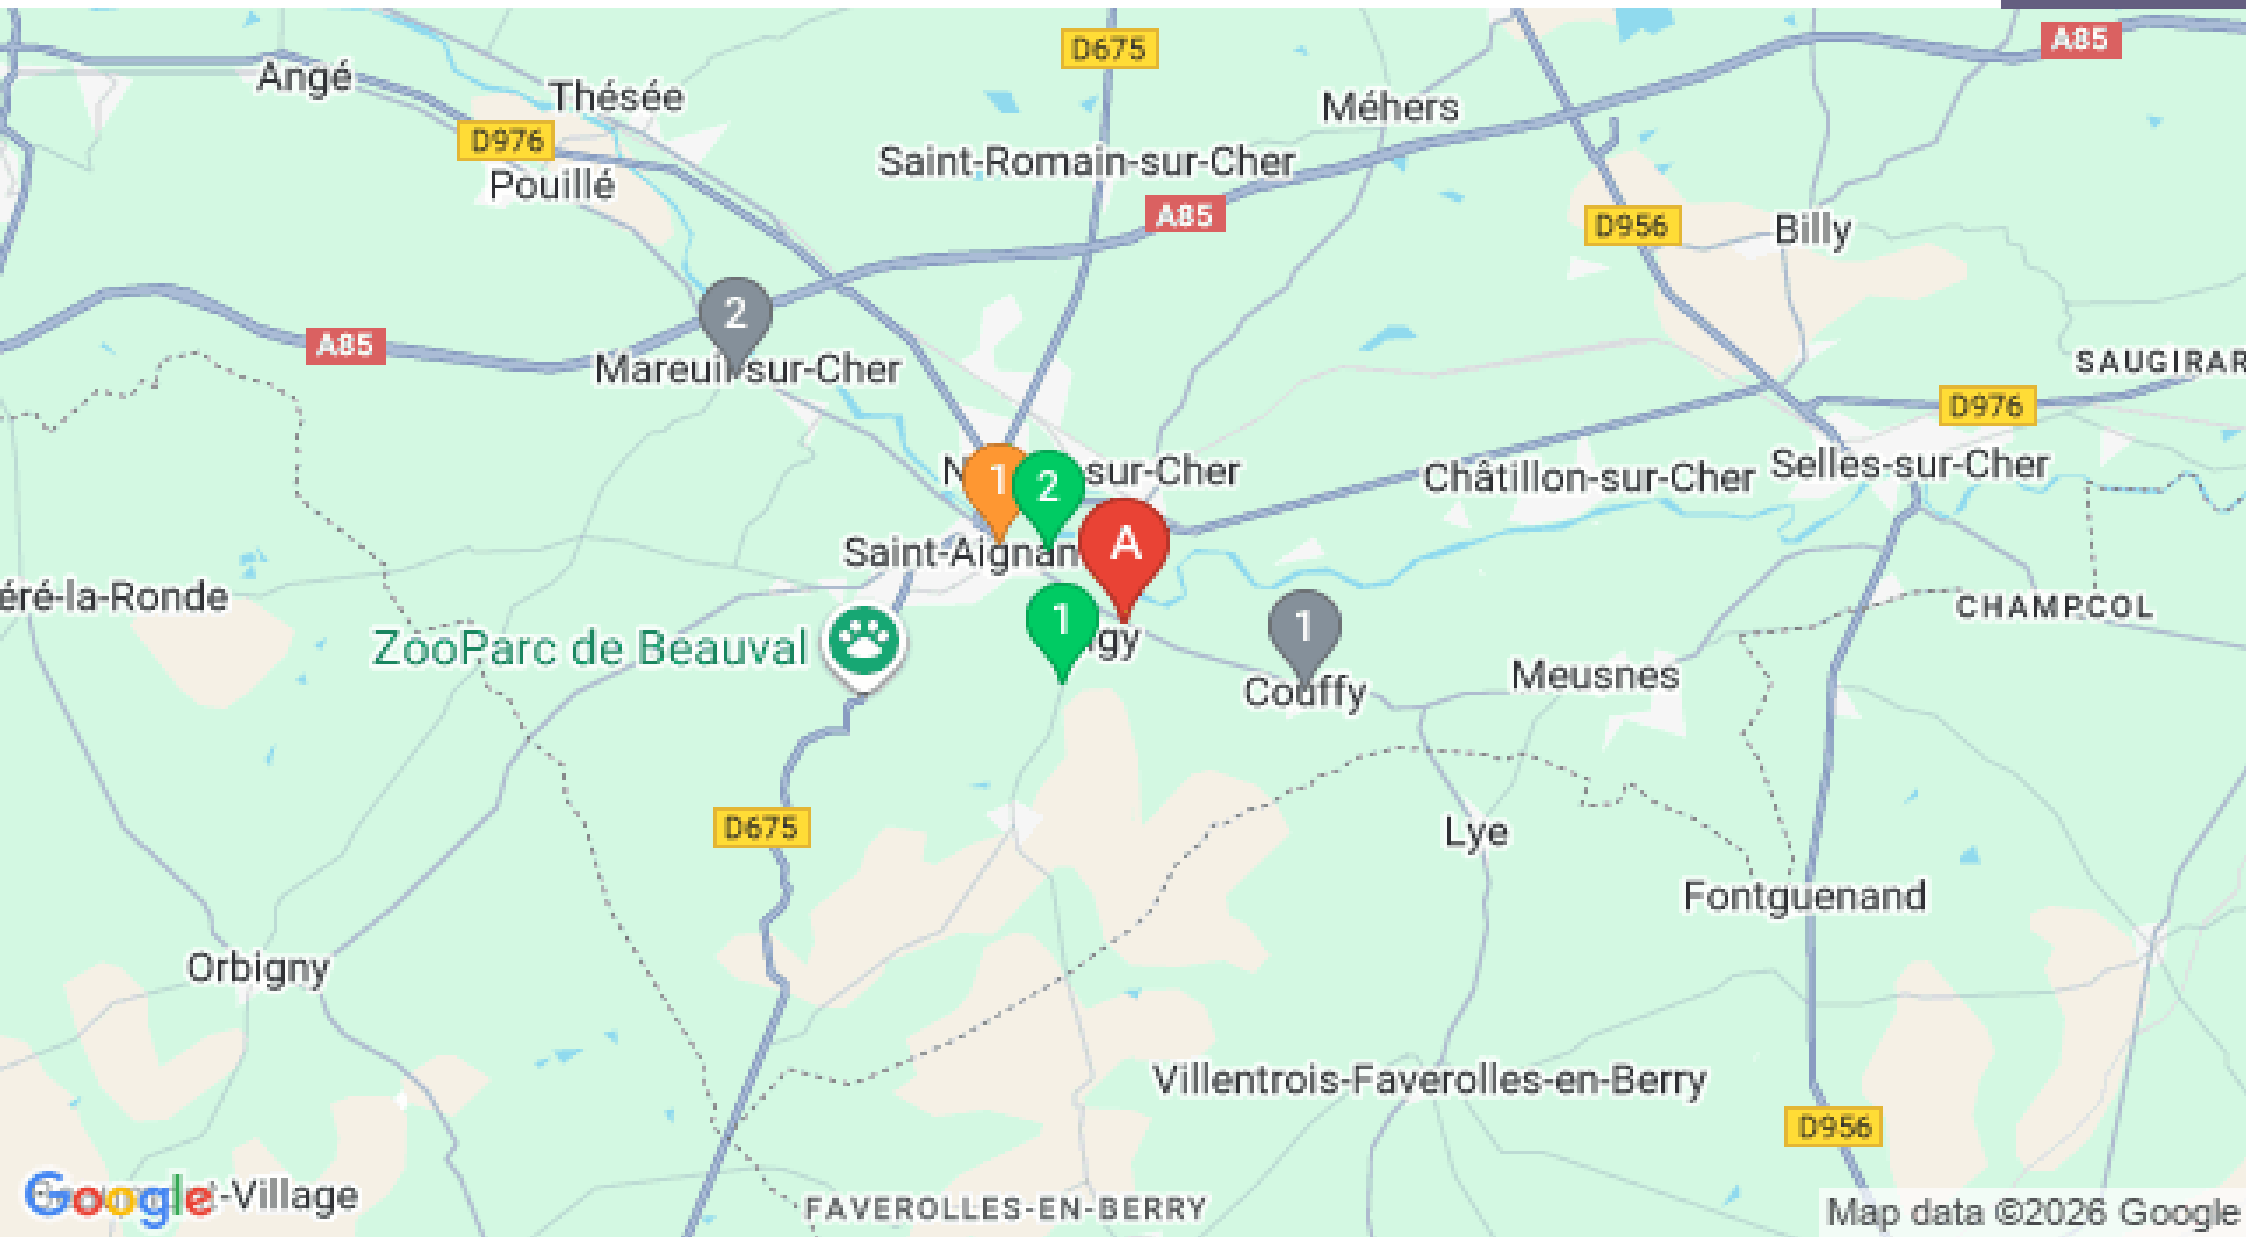 A85
D675
Angé
Thésée
Méhers
D976
Saint-Romain-sur-Cher
Pouillé
A85
D956
Billy
2
A85
Mareuil-sur-Cher
SAUGIRAR
D976
1
2
sur-Cher
Châtillon-sur-Cher
Selles-sur-Cher
A
Saint-Aignan
éré-la-Ronde
CHAMPCOL
1
1
ZooParc de Beauval
gy
Couffy
Meusnes
D675
Lye
Fontguenand
Orbigny
Villentrois-Faverolles-en-Berry
D956
Google
-Village
FAVEROLLES-EN-BERRY
Map data ©2026 Google